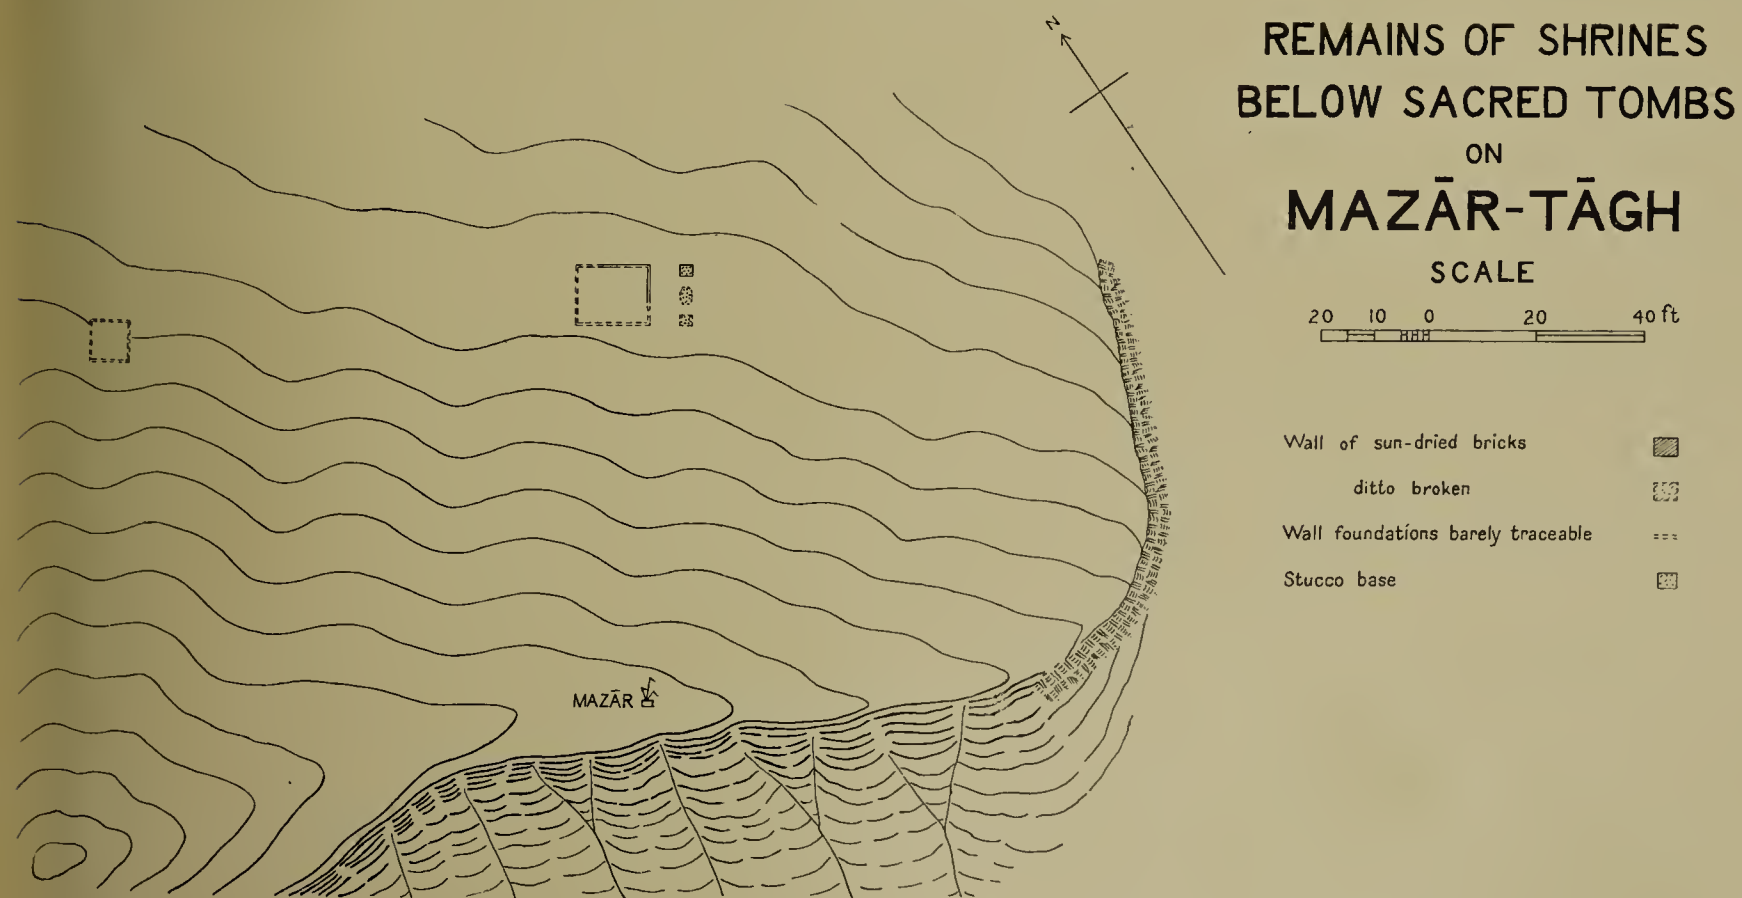 N
REMAINS OF SHRINES
BELOW SACRED TOMBS
ON
MAZĀR-TĀGH
SCALE
20 10 0 20 40 ft
Wall of sun-dried bricks
ditto broken
Wall foundations barely traceable
Stucco base
MAZĀR